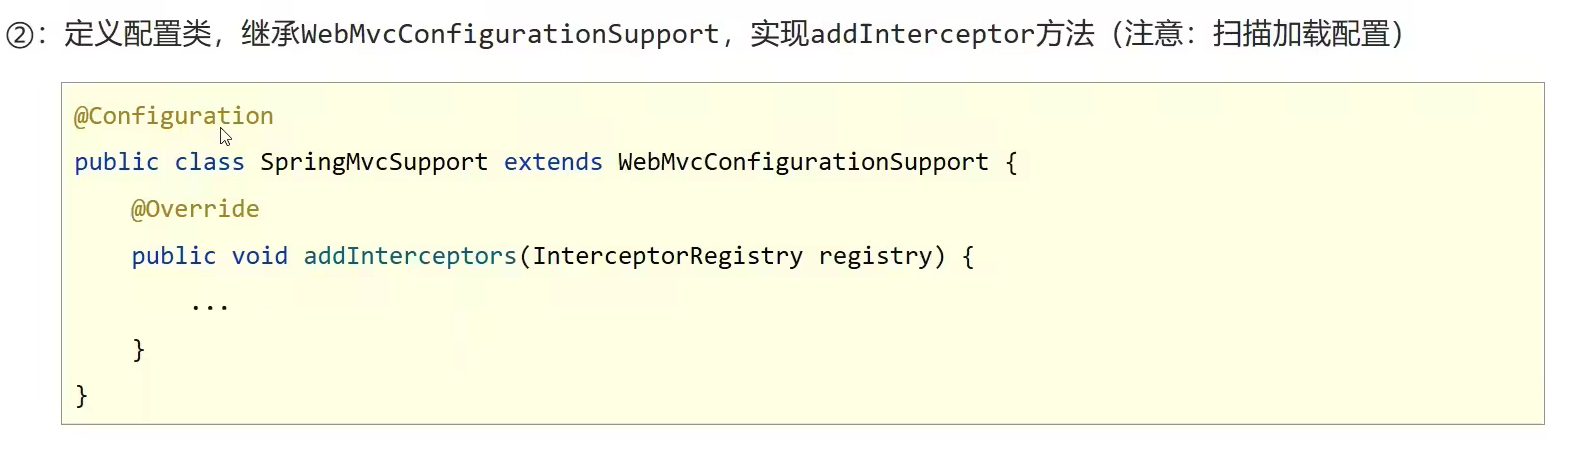 ②：定义配置类，继承WebMvcConfigurationSupport，实现addInterceptor方法（注意：扫描加载配置）
@Configuration
public class SpringMvcSupport extends WebMvcConfigurationSupport {
    @Override
    public void addInterceptors(InterceptorRegistry registry) {
        ...
    }
}